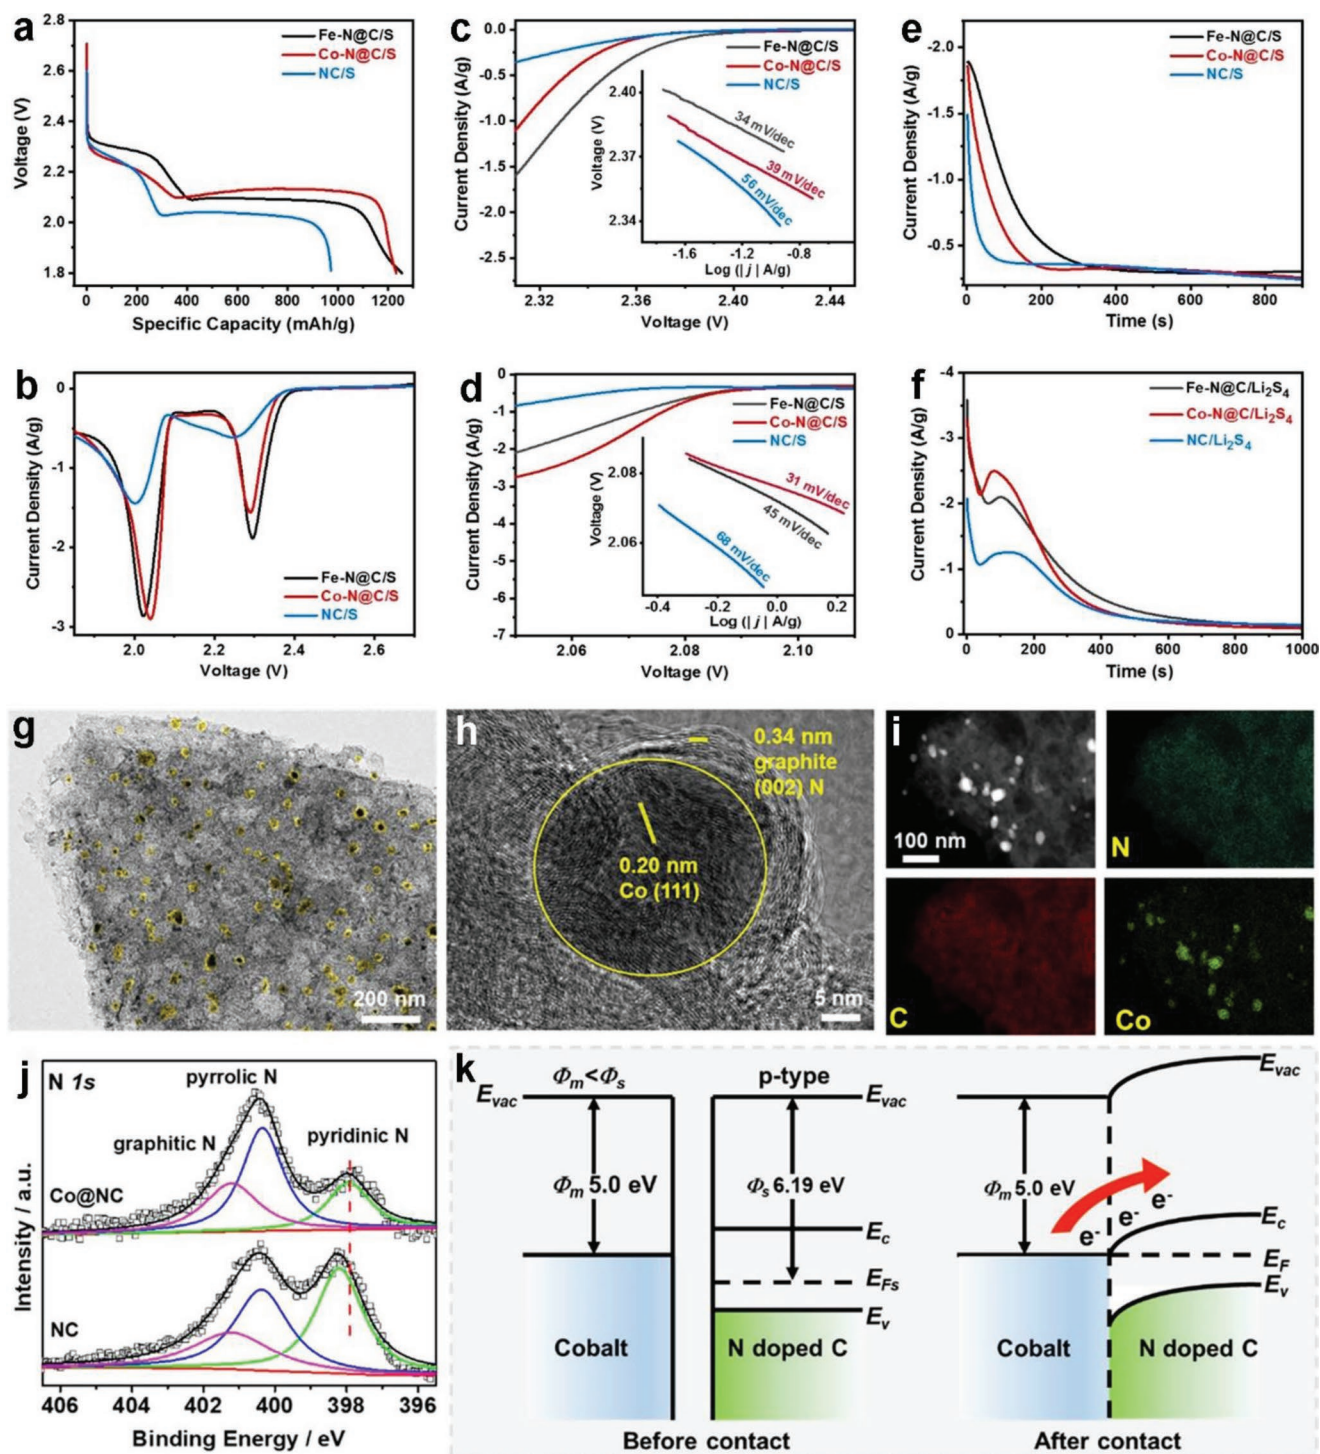 a
Fe-N@C/S
Co-N@C/S
NC/S
2.8
2.6
2.4
2.2
2.0
1.8
Voltage (V)
0 200 400 600 800 1000 1200
Specific Capacity (mAh/g)
c
Fe-N@C/S
Co-N@C/S
NC/S
0.0
-0.5
-1.0
-1.5
-2.0
-2.5
Current Density (A/g)
2.40
2.37
2.34
Voltage (V)
34 mV/dec
39 mV/dec
56 mV/dec
-1.6 -1.2 -0.8
Log (| j | A/g)
2.32 2.36 2.40 2.44
Voltage (V)
e
Fe-N@C/S
Co-N@C/S
NC/S
-2.0
-1.5
-1.0
-0.5
Current Density (A/g)
0 200 400 600 800
Time (s)
b
0
-1
-2
-3
Current Density (A/g)
Fe-N@C/S
Co-N@C/S
NC/S
2.0 2.2 2.4 2.6
Voltage (V)
d
Fe-N@C/S
Co-N@C/S
NC/S
0
-1
-2
-3
-4
-5
-6
-7
Current Density (A/g)
2.08
2.06
Voltage (V)
31 mV/dec
45 mV/dec
68 mV/dec
-0.4 -0.2 0.0 0.2
Log (| j | A/g)
2.06 2.08 2.10
Voltage (V)
f
Fe-N@C/Li₂S₄
Co-N@C/Li₂S₄
NC/Li₂S₄
-4
-3
-2
-1
0
Current Density (A/g)
0 200 400 600 800 1000
Time (s)
g
200 nm
h
0.34 nm
graphite
(002) N
0.20 nm
Co (111)
5 nm
i
100 nm
N
C
Co
j
N 1s
pyrrolic N
graphitic N
pyridinic N
Co@NC
NC
Intensity / a.u.
406 404 402 400 398 396
Binding Energy / eV
k
Φm<Φs
p-type
Evac
Evac
Evac
Φm 5.0 eV
Φs 6.19 eV
Φm 5.0 eV
e- e- e-
Ec
EFs
Ev
Ec
EF
Ev
Cobalt
N doped C
Cobalt
N doped C
Before contact
After contact